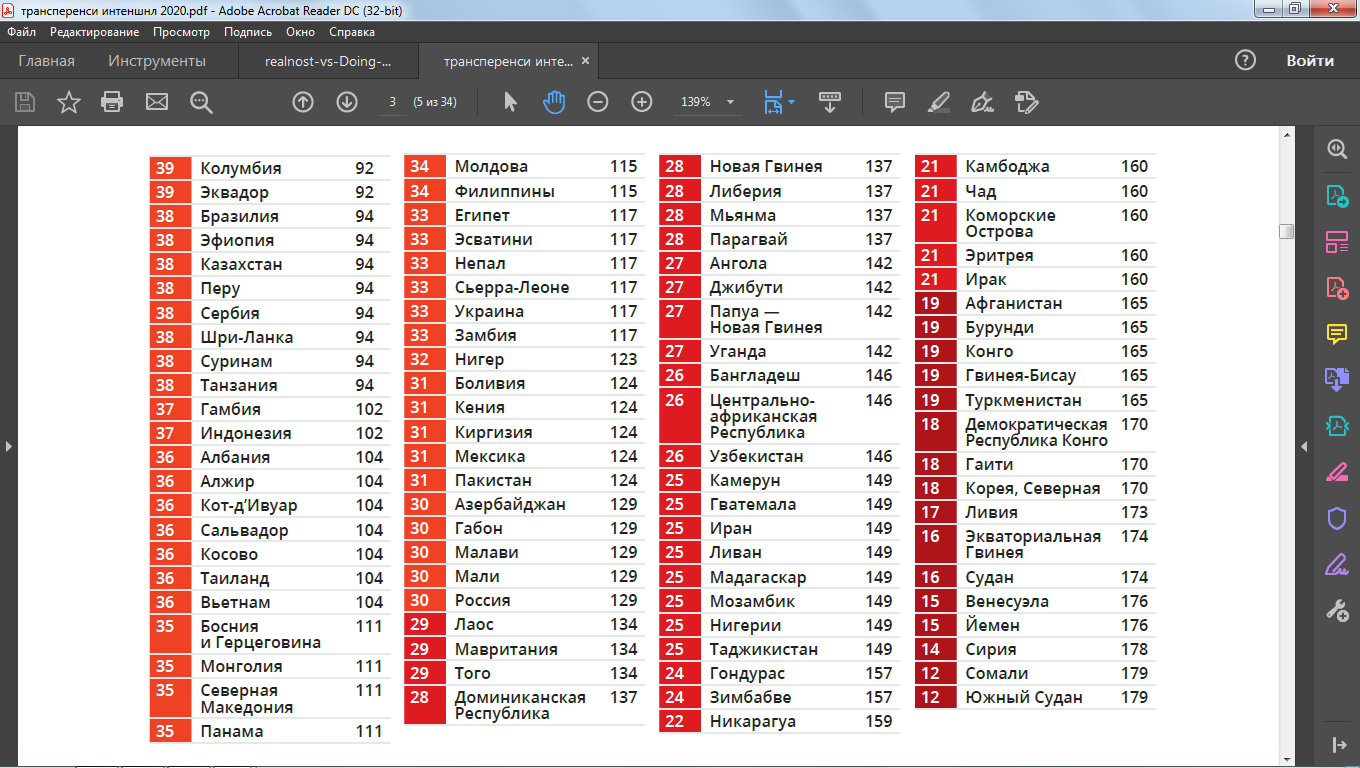 трансперенси интеншнл 2020.pdf - Adobe Acrobat Reader DC (32-bit)
Файл Редактирование Просмотр Подпись Окно Справка
Главная Инструменты realnost-vs-Doing-... трансперенси инте... × ? Войти
3 (5 из 34) 139%
39 Колумбия 92
39 Эквадор 92
38 Бразилия 94
38 Эфиопия 94
38 Казахстан 94
38 Перу 94
38 Сербия 94
38 Шри-Ланка 94
38 Суринам 94
38 Танзания 94
37 Гамбия 102
37 Индонезия 102
36 Албания 104
36 Алжир 104
36 Кот-д’Ивуар 104
36 Сальвадор 104
36 Косово 104
36 Таиланд 104
36 Вьетнам 104
35 Босния 111
и Герцеговина
35 Монголия 111
35 Северная 111
Македония
35 Панама 111
34 Молдова 115
34 Филиппины 115
33 Египет 117
33 Эсватини 117
33 Непал 117
33 Сьерра-Леоне 117
33 Украина 117
33 Замбия 117
32 Нигер 123
31 Боливия 124
31 Кения 124
31 Киргизия 124
31 Мексика 124
31 Пакистан 124
30 Азербайджан 129
30 Габон 129
30 Малави 129
30 Мали 129
30 Россия 129
29 Лаос 134
29 Мавритания 134
29 Того 134
28 Доминиканская 137
Республика
28 Новая Гвинея 137
28 Либерия 137
28 Мьянма 137
28 Парагвай 137
27 Ангола 142
27 Джибути 142
27 Папуа — 142
Новая Гвинея
27 Уганда 142
26 Бангладеш 146
26 Центрально- 146
африканская
Республика
26 Узбекистан 146
25 Камерун 149
25 Гватемала 149
25 Иран 149
25 Ливан 149
25 Мадагаскар 149
25 Мозамбик 149
25 Нигерии 149
25 Таджикистан 149
24 Гондурас 157
24 Зимбабве 157
22 Никарагуа 159
21 Камбоджа 160
21 Чад 160
21 Коморские 160
Острова
21 Эритрея 160
21 Ирак 160
19 Афганистан 165
19 Бурунди 165
19 Конго 165
19 Гвинея-Бисау 165
19 Туркменистан 165
18 Демократическая 170
Республика Конго
18 Гаити 170
18 Корея, Северная 170
17 Ливия 173
16 Экваториальная 174
Гвинея
16 Судан 174
15 Венесуэла 176
15 Йемен 176
14 Сирия 178
12 Сомали 179
12 Южный Судан 179